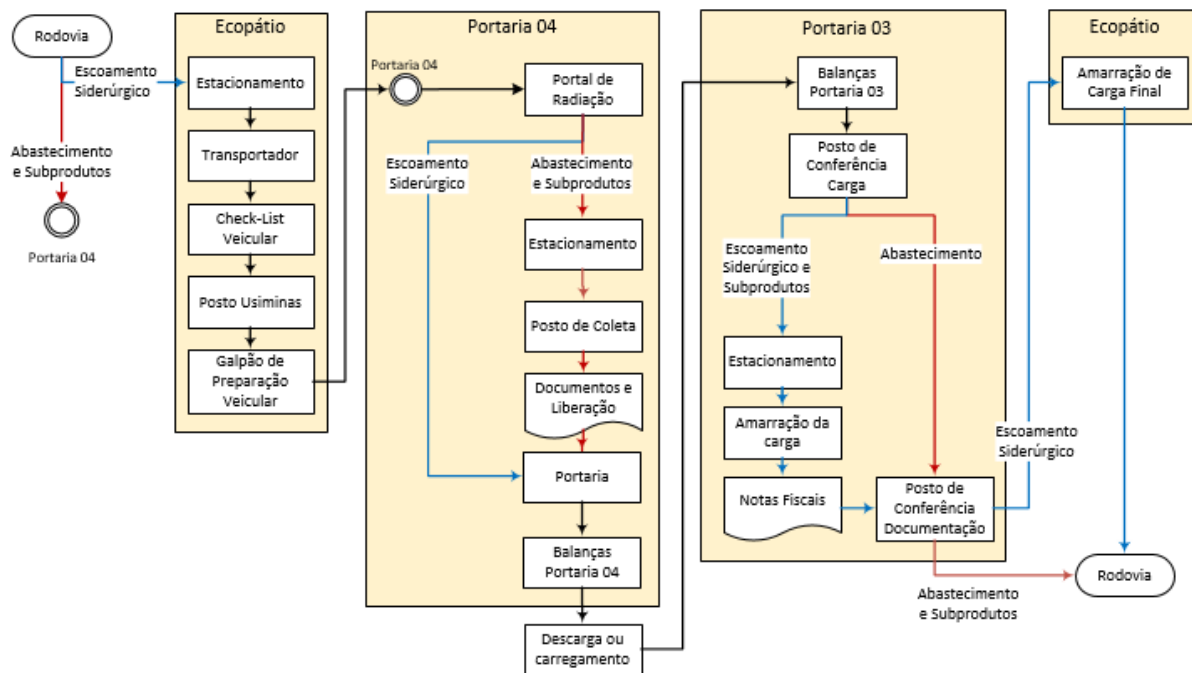 Rodovia
Escoamento
Siderúrgico
Abastecimento
e Subprodutos
Portaria 04
Ecopátio
Estacionamento
Transportador
Check-List
Veicular
Posto Usiminas
Galpão de
Preparação
Veicular
Portaria 04
Portaria 04
Portal de
Radiação
Escoamento
Siderúrgico
Abastecimento
e Subprodutos
Estacionamento
Posto de Coleta
Documentos e
Liberação
Portaria
Balanças
Portaria 04
Descarga ou
carregamento
Portaria 03
Balanças
Portaria 03
Posto de
Conferência
Carga
Escoamento
Siderúrgico e
Subprodutos
Abastecimento
Estacionamento
Amarração da
carga
Notas Fiscais
Posto de
Conferência
Documentação
Escoamento
Siderúrgico
Abastecimento
e Subprodutos
Ecopátio
Amarração de
Carga Final
Rodovia